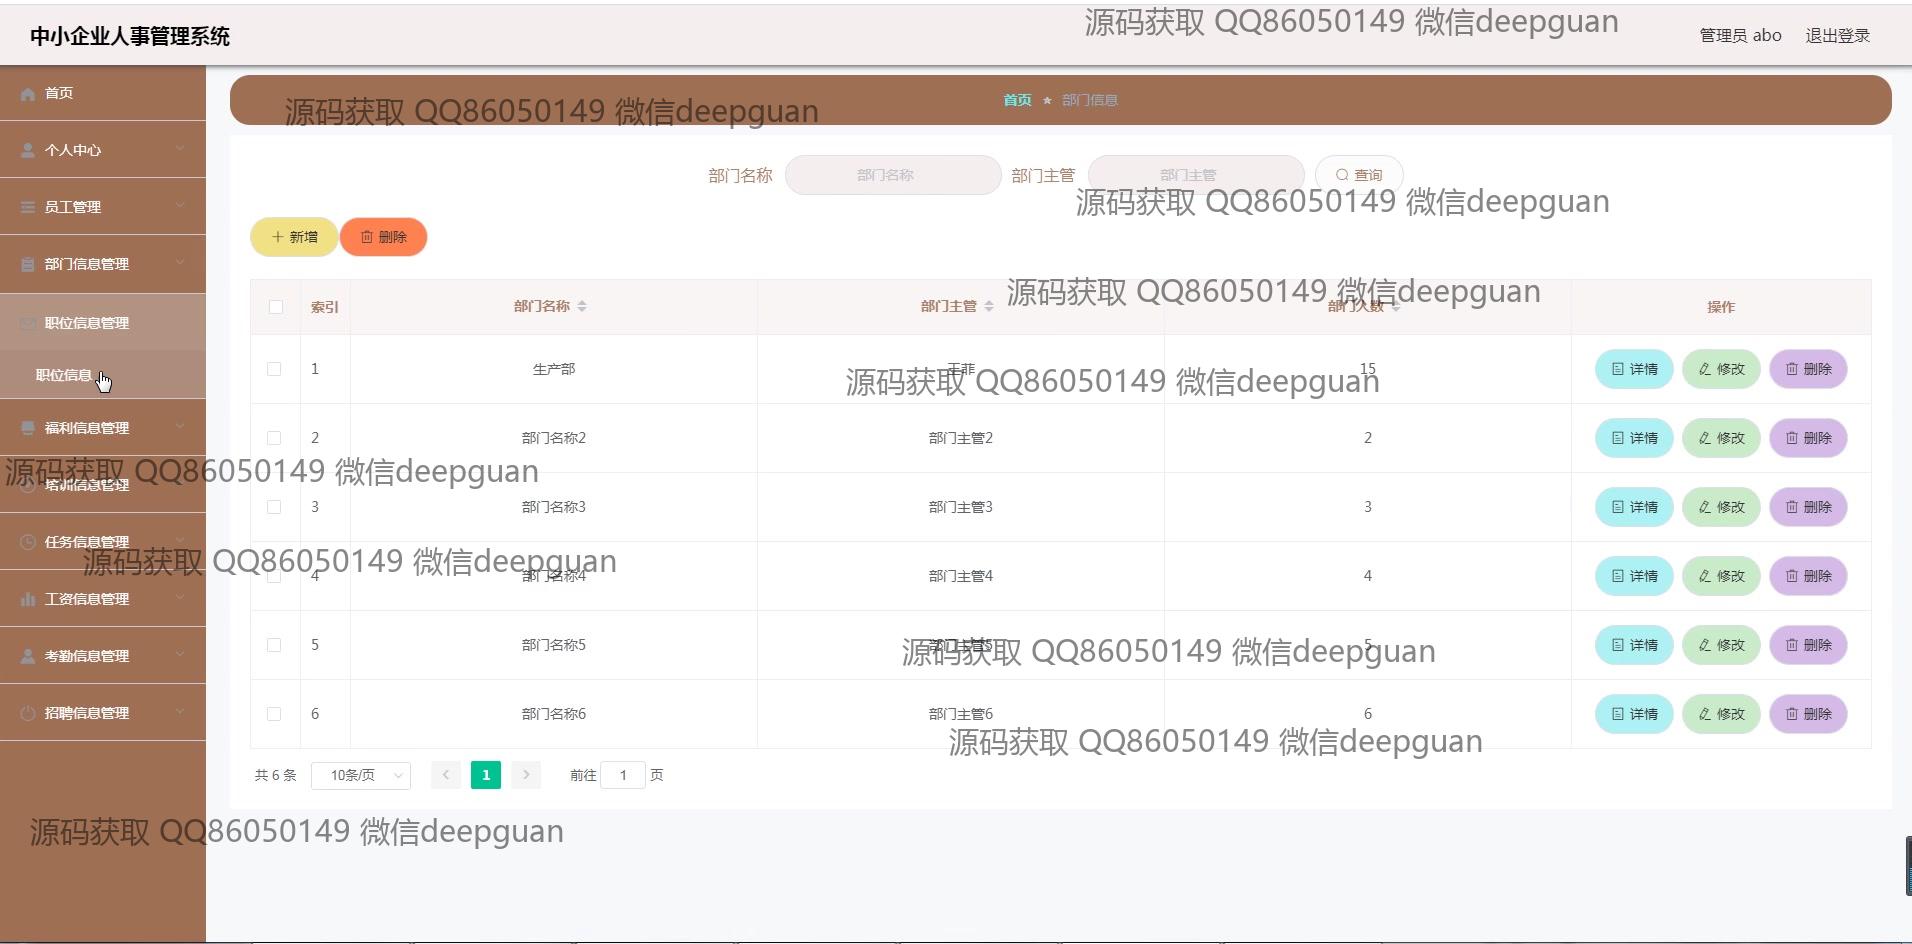 中小企业人事管理系统
源码获取 QQ86050149 微信deepguan
管理员 abo 退出登录
首页
个人中心
员工管理
部门信息管理
职位信息管理
职位信息
福利信息管理
培训信息管理
任务信息管理
工资信息管理
考勤信息管理
招聘信息管理
首页 部门信息
源码获取 QQ86050149 微信deepguan
部门名称 部门名称 部门主管 部门主管 查询
源码获取 QQ86050149 微信deepguan
新增 删除
源码获取 QQ86050149 微信deepguan
索引 部门名称 部门主管 部门人数 操作
1 生产部 王菲 15 详情 修改 删除
源码获取 QQ86050149 微信deepguan
2 部门名称2 部门主管2 2 详情 修改 删除
源码获取 QQ86050149 微信deepguan
3 部门名称3 部门主管3 3 详情 修改 删除
源码获取 QQ86050149 微信deepguan
4 部门名称4 部门主管4 4 详情 修改 删除
5 部门名称5 部门主管5 5 详情 修改 删除
源码获取 QQ86050149 微信deepguan
6 部门名称6 部门主管6 6 详情 修改 删除
源码获取 QQ86050149 微信deepguan
共 6 条 10条/页 1 前往 1 页
源码获取 QQ86050149 微信deepguan